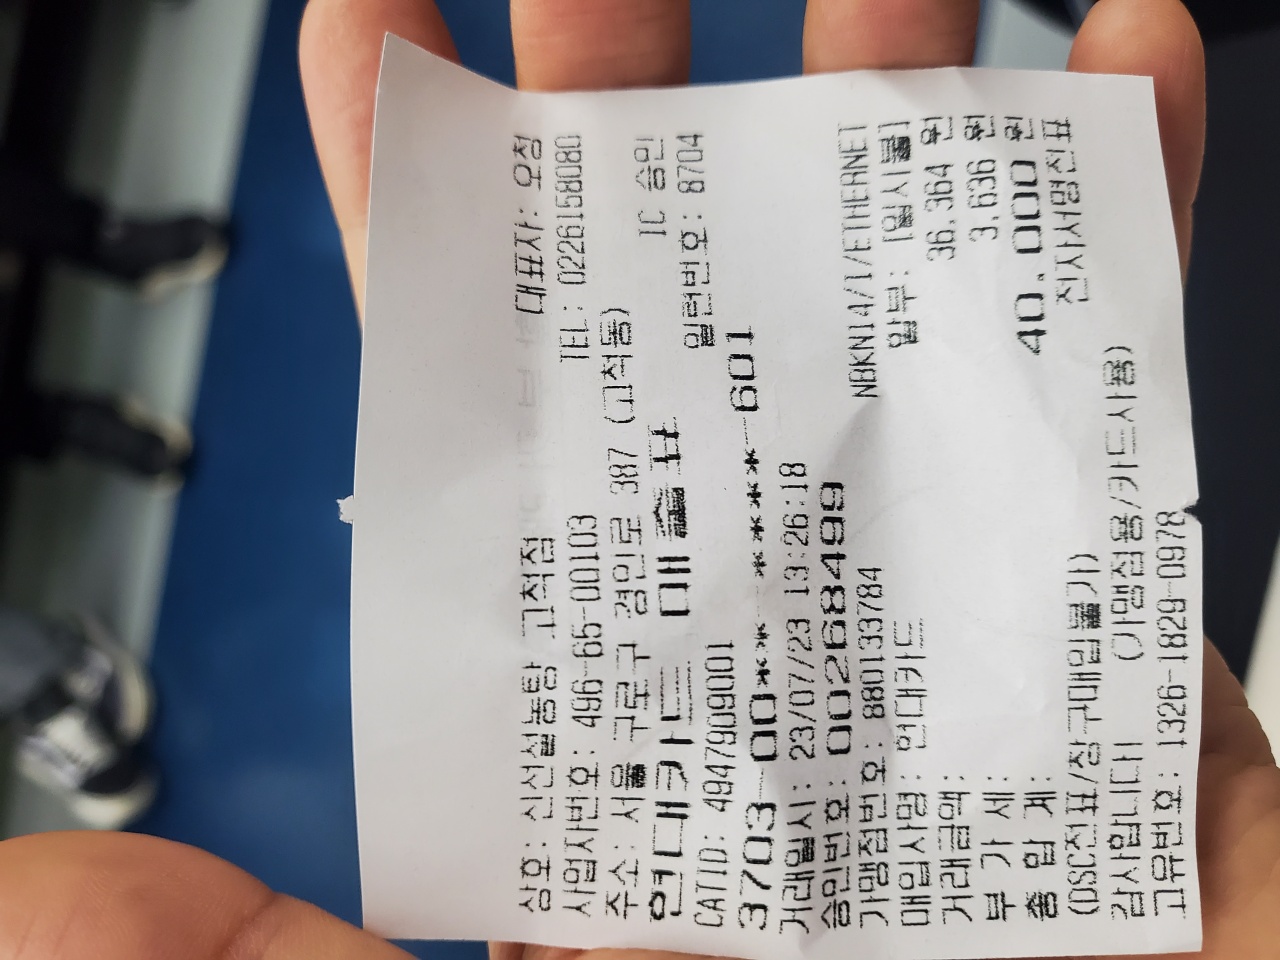 상호: 신선설농탕 고척점 대표자: 오청
사업자번호: 496-65-00103 TEL: 0226158080
주소: 서울 구로구 경인로 387 (고척동)
현대카드 매출전표 IC 승인
CATID: 4947909001 일련번호: 8704
3703-00**-****-*601
거래일시: 23/07/23 13:26:18
승인번호: 00268499
가맹점번호: 880133784 NBKN14/1/ETHERNET
매입사명: 현대카드 할부: [일시불]
거래금액: 36,364 원
부 가 세: 3,636 원
총 합 계: 40,000 원
(DSC전표/창구매입불가) 전자서명전표
감사합니다 (가맹점용/카드사용)
고유번호: 1326-1829-0978